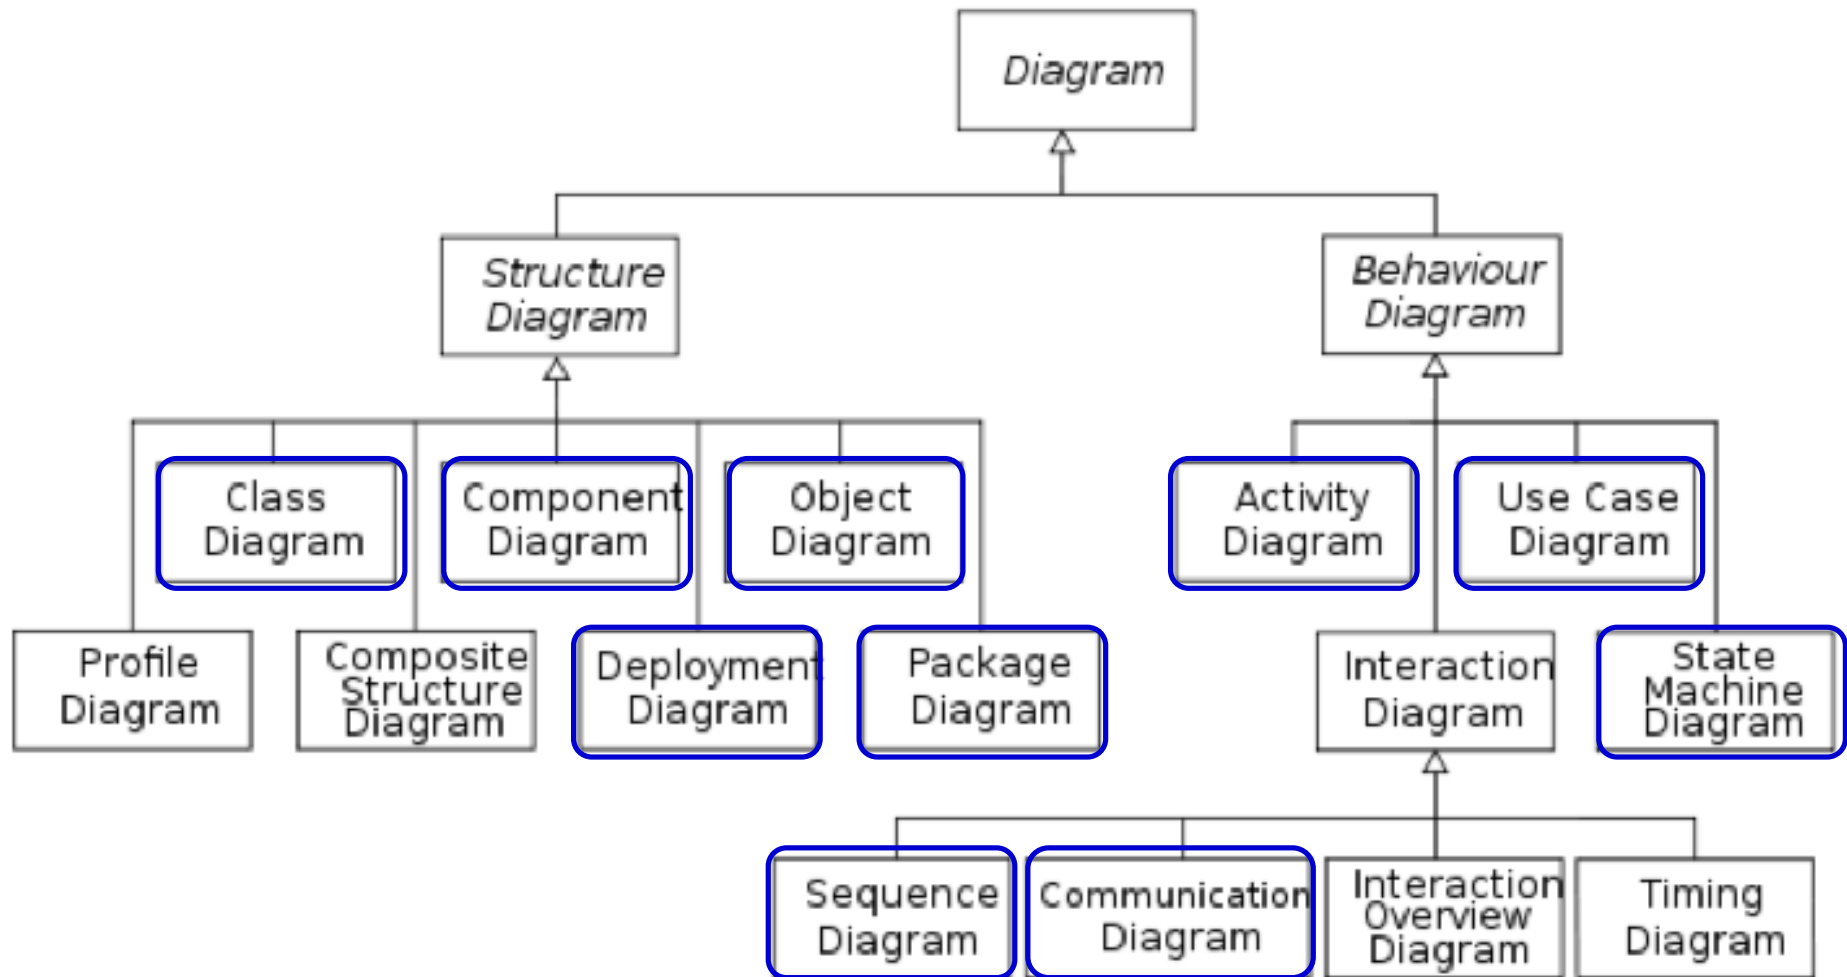 Diagram
Structure
Diagram
Behaviour
Diagram
Class
Diagram
Component
Diagram
Object
Diagram
Activity
Diagram
Use Case
Diagram
Profile
Diagram
Composite
Structure
Diagram
Deployment
Diagram
Package
Diagram
Interaction
Diagram
State
Machine
Diagram
Sequence
Diagram
Communication
Diagram
Interaction
Overview
Diagram
Timing
Diagram